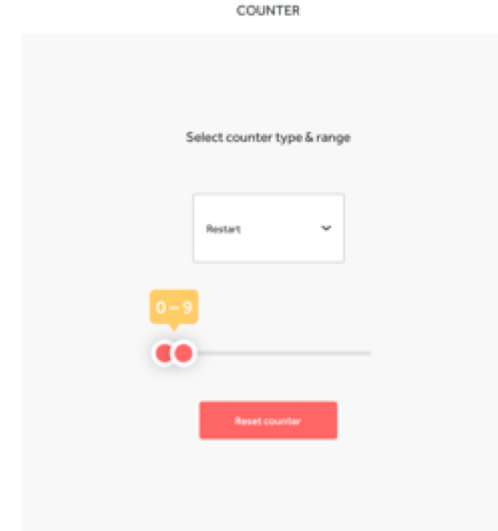 COUNTER
Select counter type & range
Restart
0 – 9
Reset counter